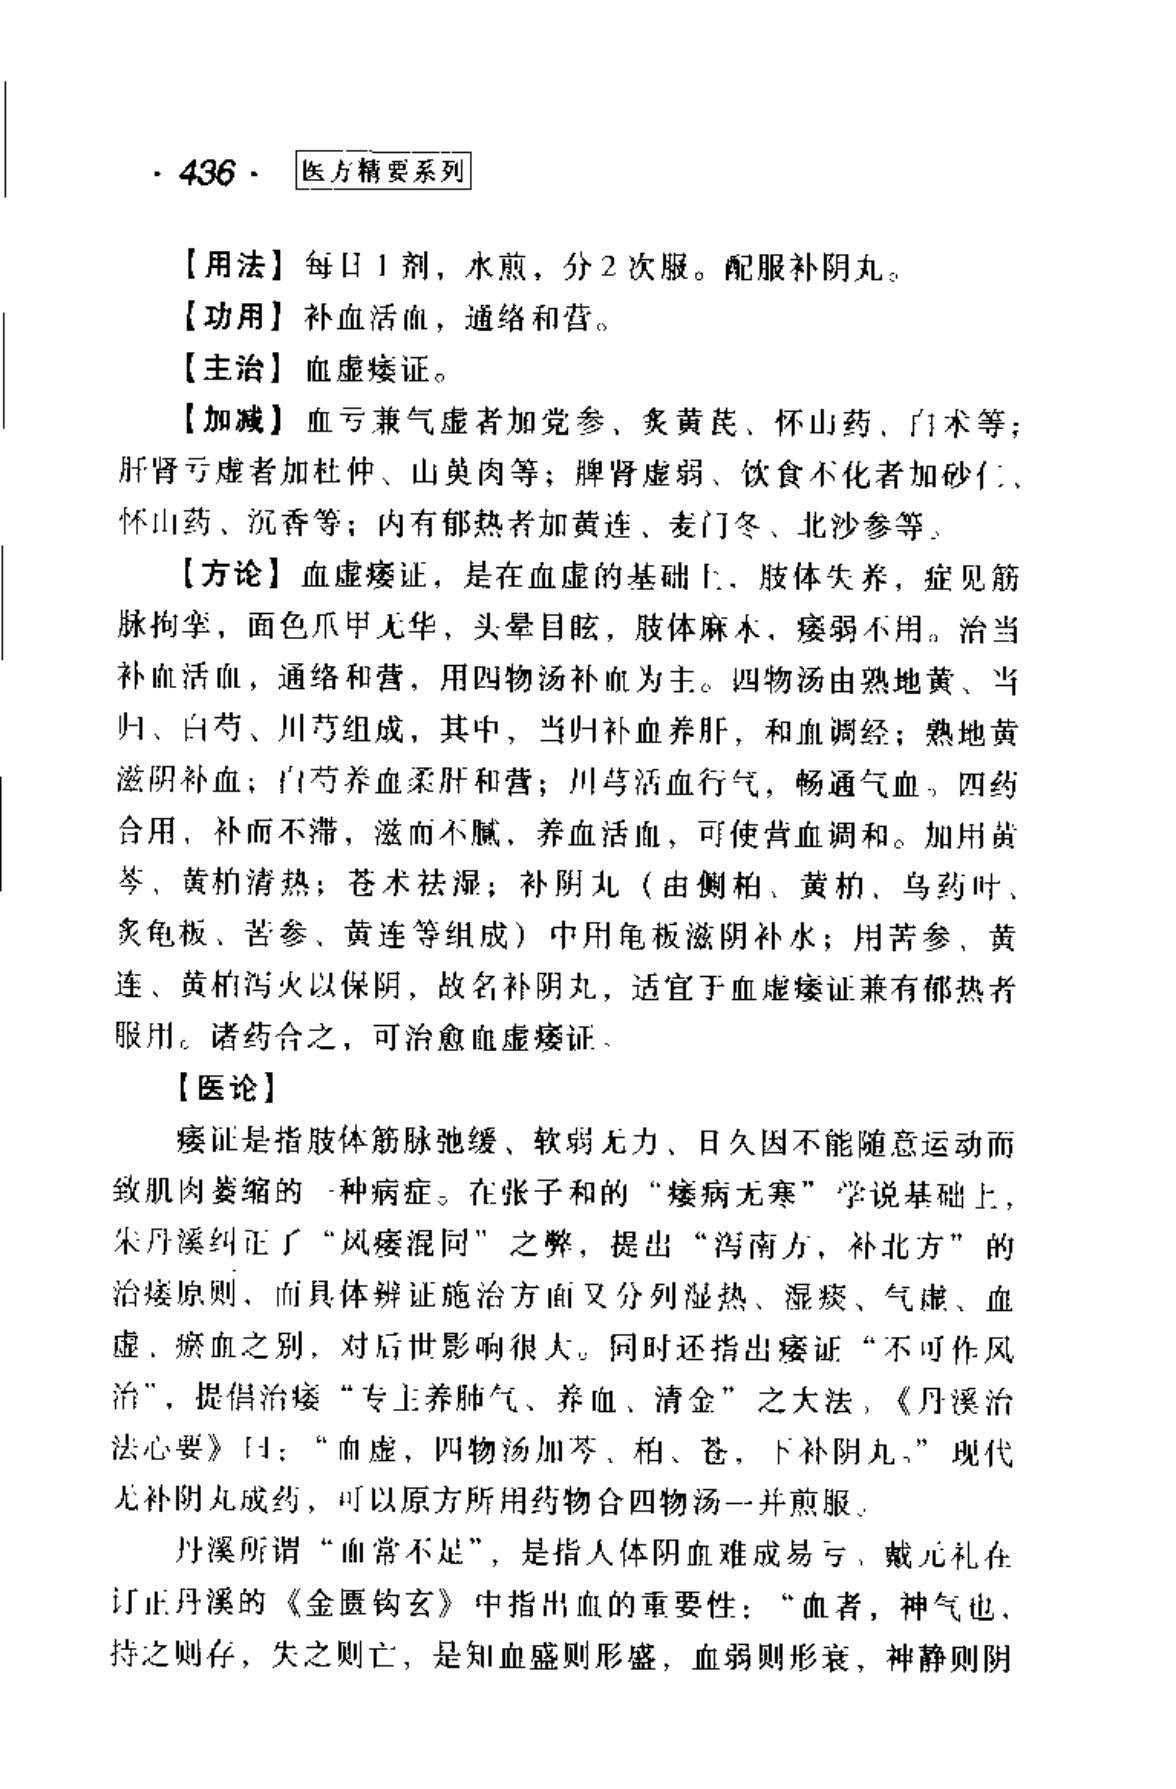 ·436· 医方精要系列
【用法】 每日1剂，水煎，分2次服。配服补阴丸。
【功用】 补血活血，通络和营。
【主治】 血虚痿证。
【加减】 血亏兼气虚者加党参、炙黄芪、怀山药、白术等；
肝肾亏虚者加杜仲、山萸肉等；脾肾虚弱、饮食不化者加砂仁、
怀山药、沉香等；内有郁热者加黄连、麦门冬、北沙参等。
【方论】 血虚痿证，是在血虚的基础上，肢体失养，症见筋
脉拘挛，面色爪甲无华，头晕目眩，肢体麻木，痿弱不用。治当
补血活血，通络和营，用四物汤补血为主。四物汤由熟地黄、当
归、白芍、川芎组成，其中，当归补血养肝，和血调经；熟地黄
滋阴补血；白芍养血柔肝和营；川芎活血行气，畅通气血。四药
合用，补而不滞，滋而不腻，养血活血，可使营血调和。加用黄
芩、黄柏清热；苍术祛湿；补阴丸（由侧柏、黄柏、乌药叶、
炙龟板、苦参、黄连等组成）中用龟板滋阴补水；用苦参、黄
连、黄柏泻火以保阴，故名补阴丸，适宜于血虚痿证兼有郁热者
服用。诸药合之，可治愈血虚痿证。
【医论】
痿证是指肢体筋脉弛缓、软弱无力、日久因不能随意运动而
致肌肉萎缩的一种病症。在张子和的“痿病无寒”学说基础上，
朱丹溪纠正了“风痿混同”之弊，提出“泻南方，补北方”的
治痿原则，而具体辨证施治方面又分列湿热、湿痰、气虚、血
虚、瘀血之别，对后世影响很大。同时还指出痿证“不可作风
治”，提倡治痿“专主养肺气、养血、清金”之大法。《丹溪治
法心要》曰：“血虚，四物汤加芩、柏、苍，下补阴丸。”现代
无补阴丸成药，可以原方所用药物合四物汤一并煎服。
丹溪所谓“血常不足”，是指人体阴血难成易亏。戴元礼在
订正丹溪的《金匮钩玄》中指出血的重要性：“血者，神气也，
持之则存，失之则亡，是知血盛则形盛，血弱则形衰，神静则阴